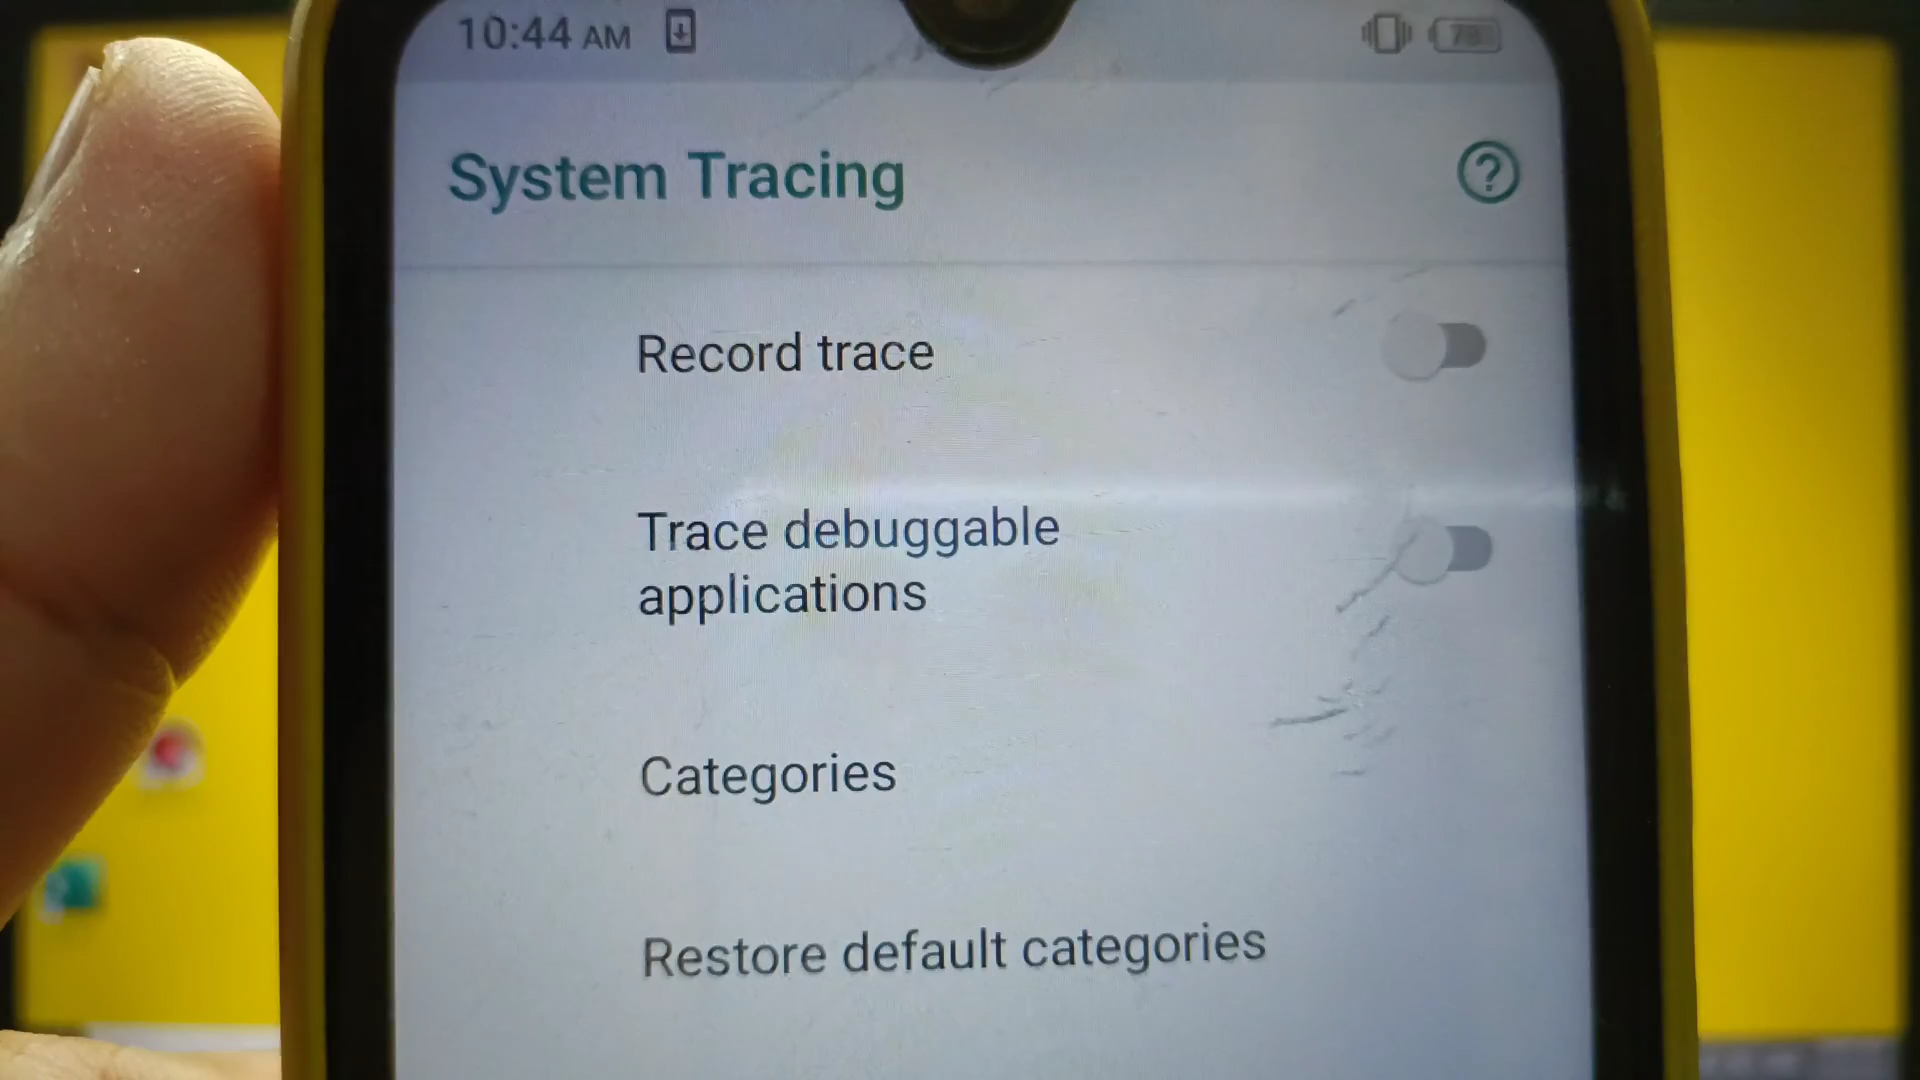 10:44 AM
System Tracing
Record trace
Trace debuggable
applications
Categories
Restore default categories